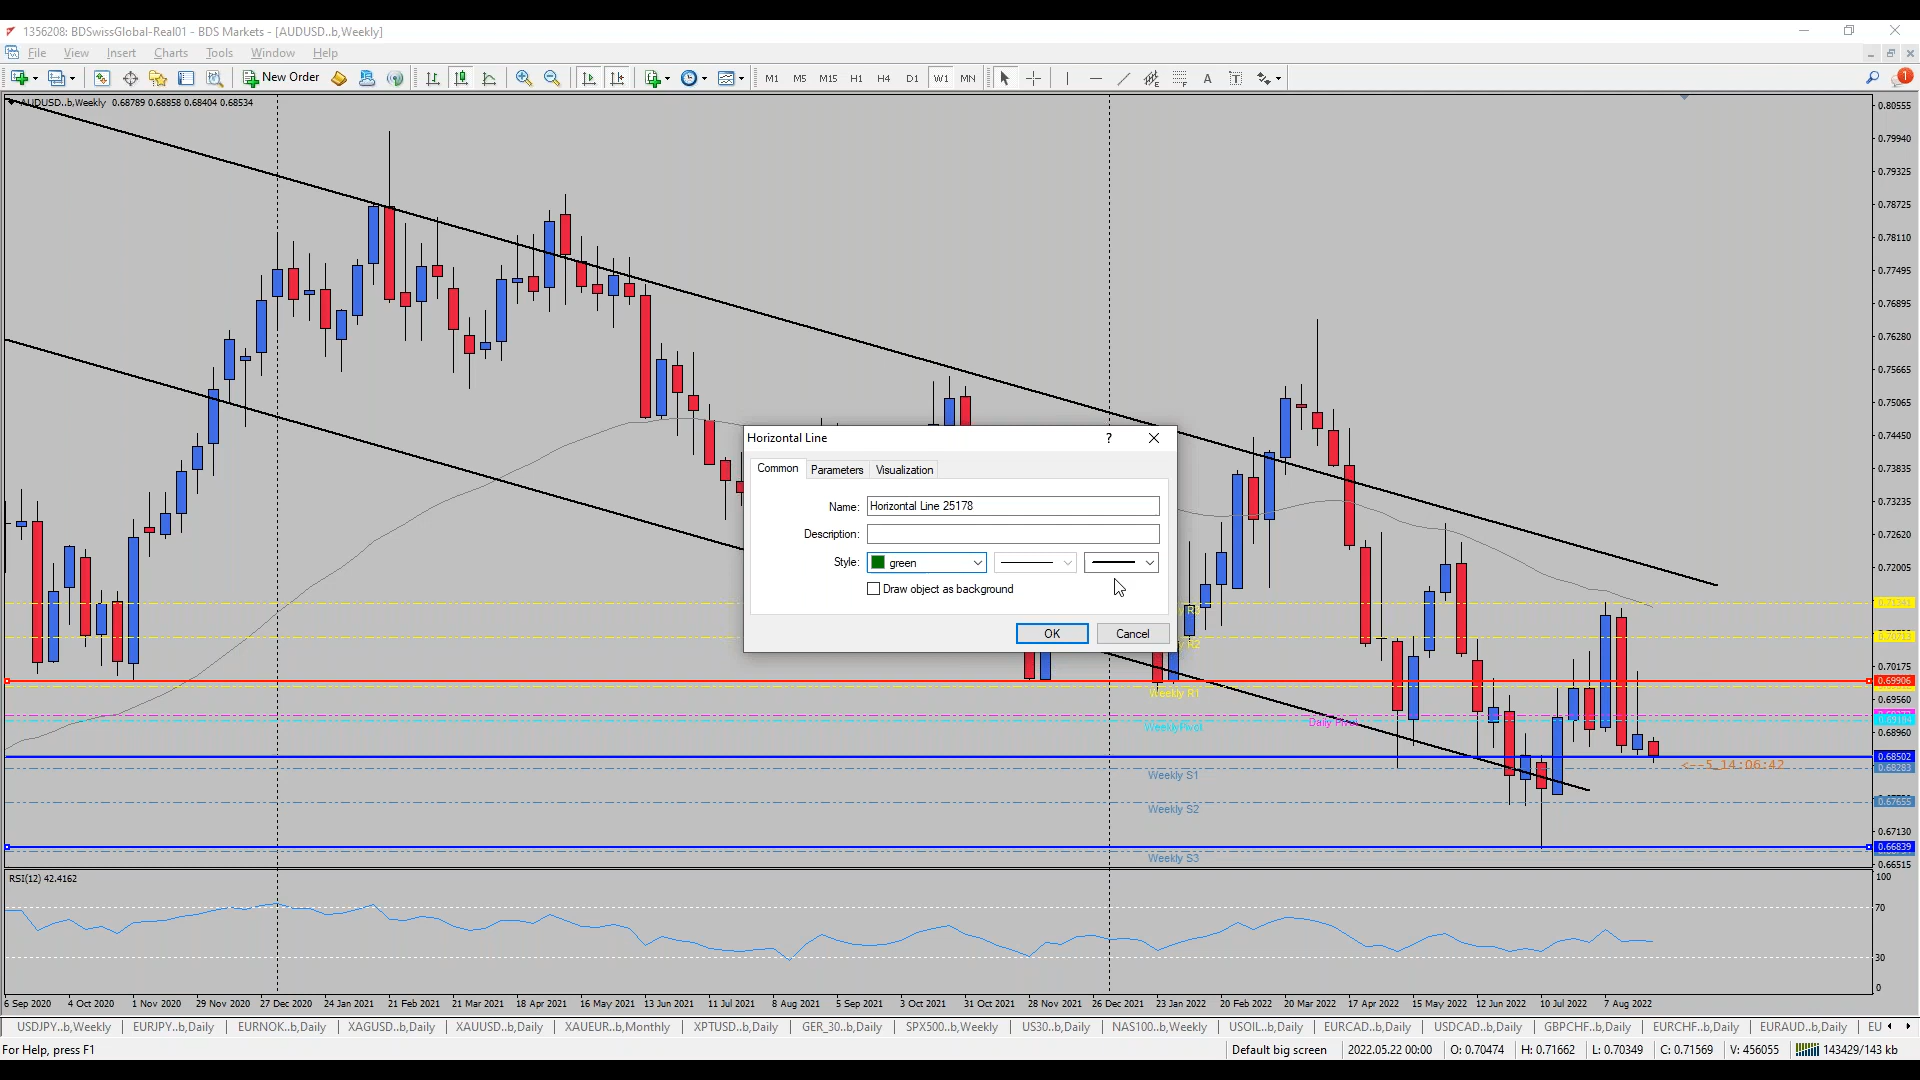 1356208: BDSwissGlobal-Real01 - BDS Markets - [AUDUSD..b,Weekly]
File View Insert Charts Tools Window Help
New Order M1 M5 M15 H1 H4 D1 W1 MN A T 1
AUDUSD..b,Weekly 0.68789 0.68858 0.68404 0.68534
0.80555
0.79940
0.79325
0.78725
0.78110
0.77495
0.76895
0.76280
0.75665
0.75065
0.74450
0.73835
0.73235
0.72620
0.72005
0.71341
0.70713
0.70175
0.69906
0.69560
0.69184
0.68960
0.68502
0.68283
0.67655
0.67130
0.66839
0.66515
Horizontal Line ?
Common Parameters Visualization
Name: Horizontal Line 25178
Description:
Style: green
Draw object as background
OK Cancel
R2
Weekly R1
Daily Pivot
WeeklyPivot
<--5_14:06:42
Weekly S1
Weekly S2
Weekly S3
RSI(12) 42.4162
100
70
30
0
6 Sep 2020 4 Oct 2020 1 Nov 2020 29 Nov 2020 27 Dec 2020 24 Jan 2021 21 Feb 2021 21 Mar 2021 18 Apr 2021 16 May 2021 13 Jun 2021 11 Jul 2021 8 Aug 2021 5 Sep 2021 3 Oct 2021 31 Oct 2021 28 Nov 2021 26 Dec 2021 23 Jan 2022 20 Feb 2022 20 Mar 2022 17 Apr 2022 15 May 2022 12 Jun 2022 10 Jul 2022 7 Aug 2022
USDJPY..b,Weekly EURJPY..b,Daily EURNOK..b,Daily XAGUSD..b,Daily XAUUSD..b,Daily XAUEUR..b,Monthly XPTUSD..b,Daily GER_30..b,Daily SPX500..b,Weekly US30..b,Daily NAS100..b,Weekly USOIL..b,Daily EURCAD..b,Daily USDCAD..b,Daily GBPCHF..b,Daily EURCHF..b,Daily EURAUD..b,Daily EU
For Help, press F1 Default big screen 2022.05.22 00:00 O: 0.70474 H: 0.71662 L: 0.70349 C: 0.71569 V: 456055 143429/143 kb